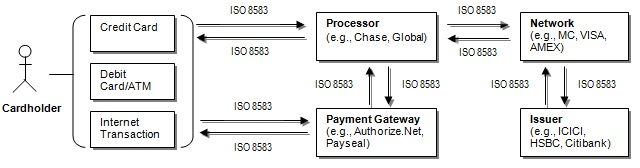 ISO 8583
ISO 8583
Credit Card
ISO 8583
Processor
(e.g., Chase, Global)
ISO 8583
Network
(e.g., MC, VISA,
AMEX)
ISO 8583
Debit
Card/ATM
ISO 8583
ISO 8583
ISO 8583
ISO 8583
Cardholder
ISO 8583
Internet
Transaction
ISO 8583
Payment Gateway
(e.g., Authorize.Net,
Payseal)
Issuer
(e.g., ICICI,
HSBC, Citibank)